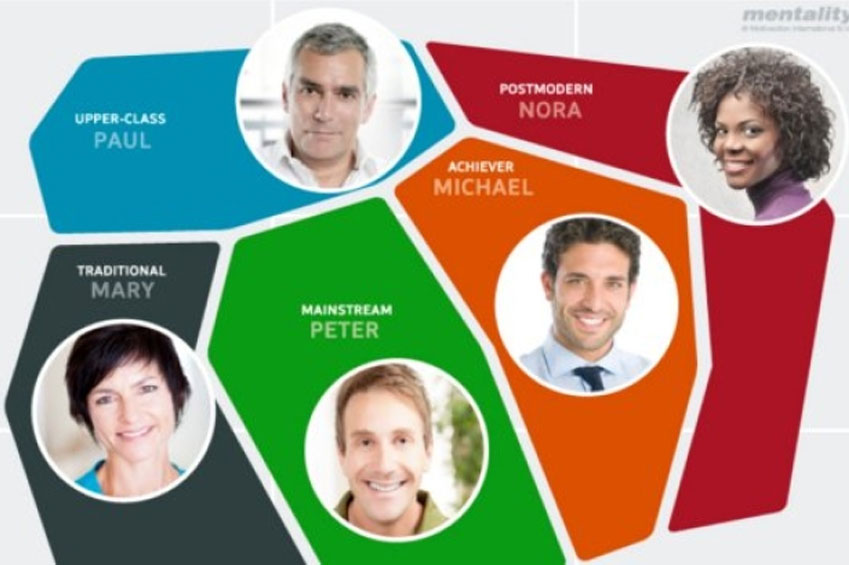 mentality
UPPER-CLASS
PAUL
POSTMODERN
NORA
ACHIEVER
MICHAEL
TRADITIONAL
MARY
MAINSTREAM
PETER